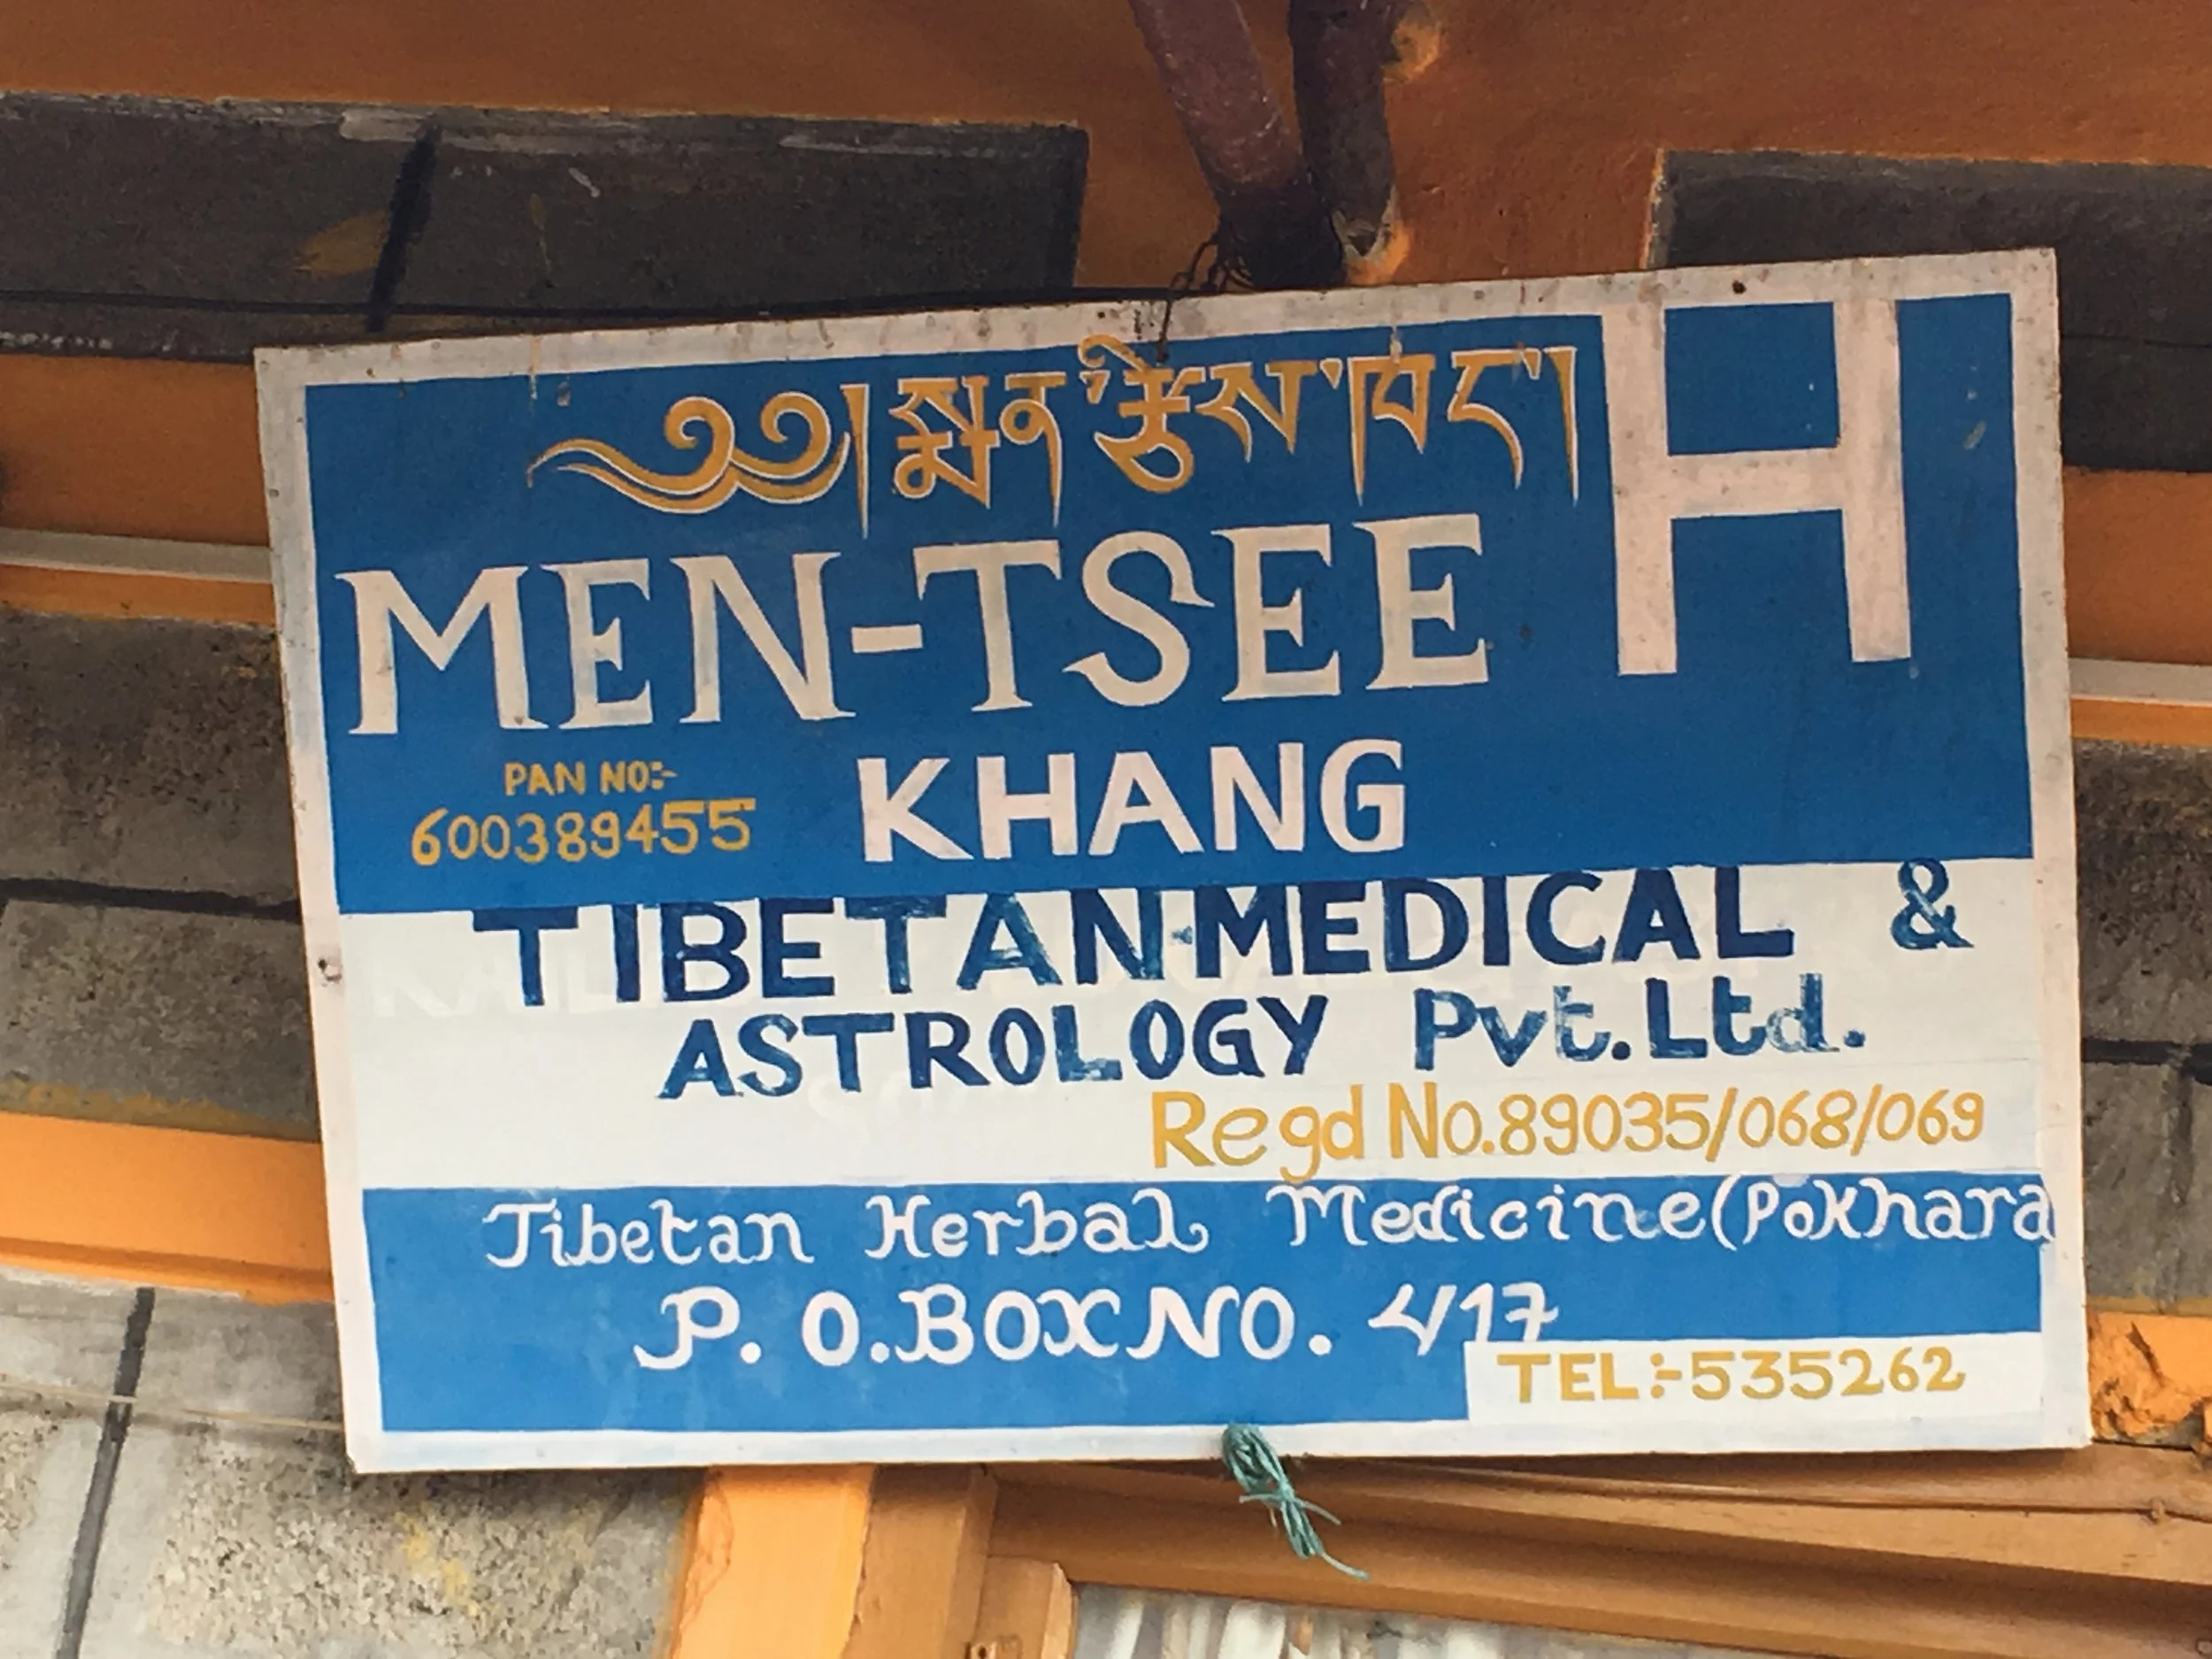 ༄༅། སྨན་རྩིས་ཁང་།
H
MEN-TSEE
KHANG
PAN NO:-
600389455
TIBETAN-MEDICAL &
ASTROLOGY Pvt. Ltd.
Regd No.89035/068/069
Tibetan Herbal Medicine(Pokhara
P. O. BOX NO. 417
TEL:-535262